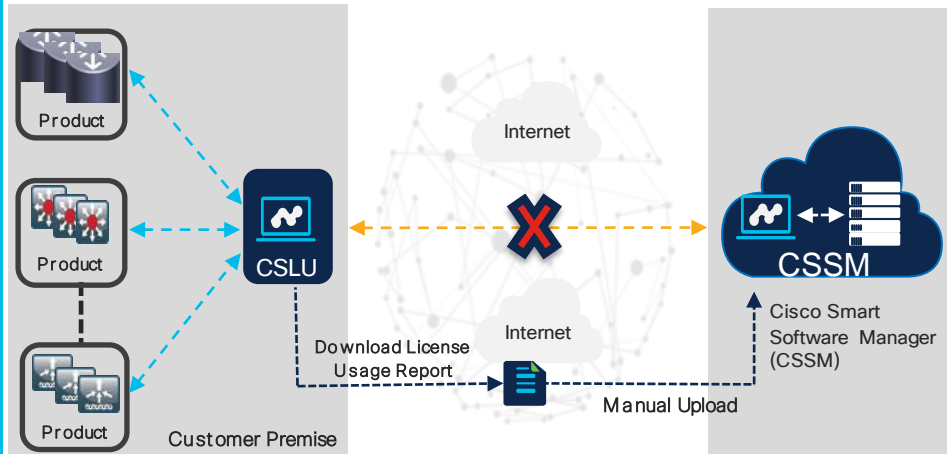 Product
Product
Product
CSLU
Customer Premise
Internet
Internet
Download License
Usage Report
Manual Upload
CSSM
Cisco Smart
Software Manager
(CSSM)